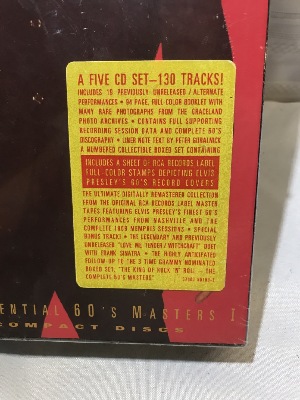 A FIVE CD SET—130 TRACKS!
INCLUDES 19 PREVIOUSLY-UNRELEASED / ALTERNATE
PERFORMANCES • 94 PAGE, FULL-COLOR BOOKLET WITH
MANY RARE PHOTOGRAPHS FROM THE GRACELAND
PHOTO ARCHIVES • CONTAINS FULL SUPPORTING
RECORDING SESSION DATA AND COMPLETE 60'S
DISCOGRAPHY • LINER NOTE TEXT BY PETER GURALNICK
A NUMBERED COLLECTIBLE BOXED SET CONTAINING
INCLUDES A SHEET OF RCA RECORDS LABEL
FULL-COLOR STAMPS DEPICTING ELVIS
PRESLEY'S 60'S RECORD COVERS
THE ULTIMATE DIGITALLY REMASTERED COLLECTION
FROM THE ORIGINAL RCA RECORDS LABEL MASTER
TAPES FEATURING ELVIS PRESLEY'S FINEST 60'S
PERFORMANCES FROM NASHVILLE AND THE
COMPLETE 1969 MEMPHIS SESSIONS • SPECIAL
BONUS TRACKS: • THE LEGENDARY AND PREVIOUSLY
UNRELEASED "LOVE ME TENDER / WITCHCRAFT" DUET
WITH FRANK SINATRA • THE HIGHLY ANTICIPATED
FOLLOW UP TO THE 3 TIME GRAMMY NOMINATED
BOXED SET, "THE KING OF ROCK 'N' ROLL – THE
COMPLETE 50'S MASTERS"
ENTIAL 60'S MASTERS I
COMPACT DISCS